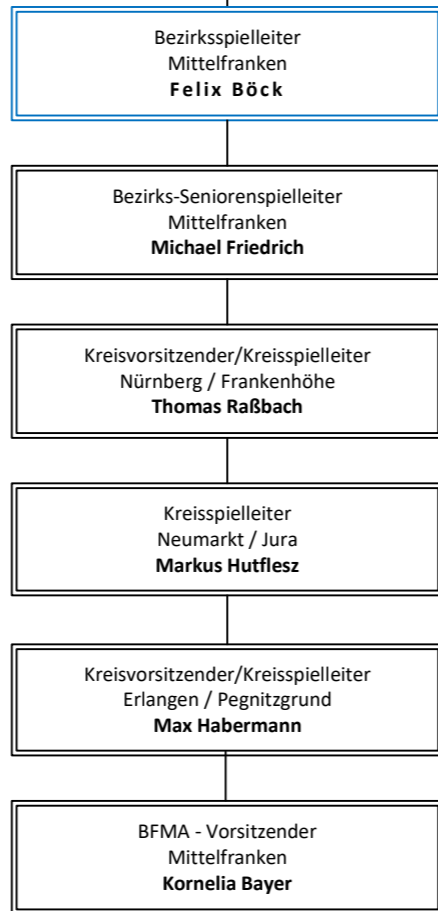 Bezirksspielleiter
Mittelfranken
Felix Böck
Bezirks-Seniorenspielleiter
Mittelfranken
Michael Friedrich
Kreisvorsitzender/Kreisspielleiter
Nürnberg / Frankenhöhe
Thomas Raßbach
Kreisspielleiter
Neumarkt / Jura
Markus Hutflesz
Kreisvorsitzender/Kreisspielleiter
Erlangen / Pegnitzgrund
Max Habermann
BFMA - Vorsitzender
Mittelfranken
Kornelia Bayer